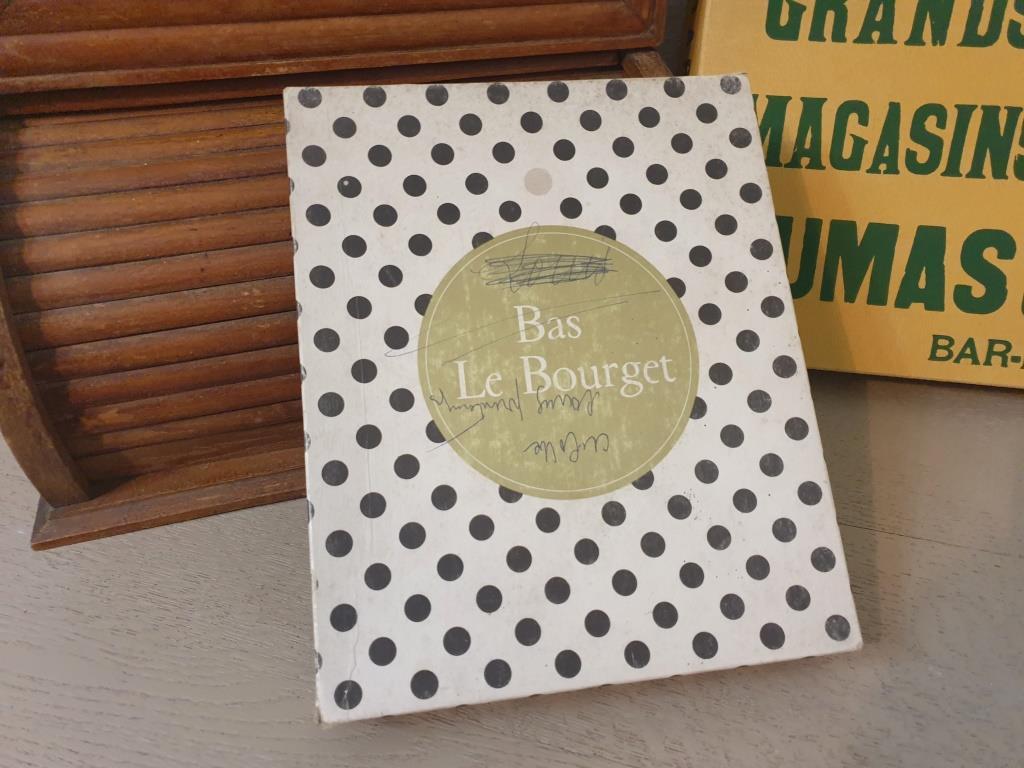 Bas
Le Bourget
GRANDS
MAGASINS
UMAS
BAR-